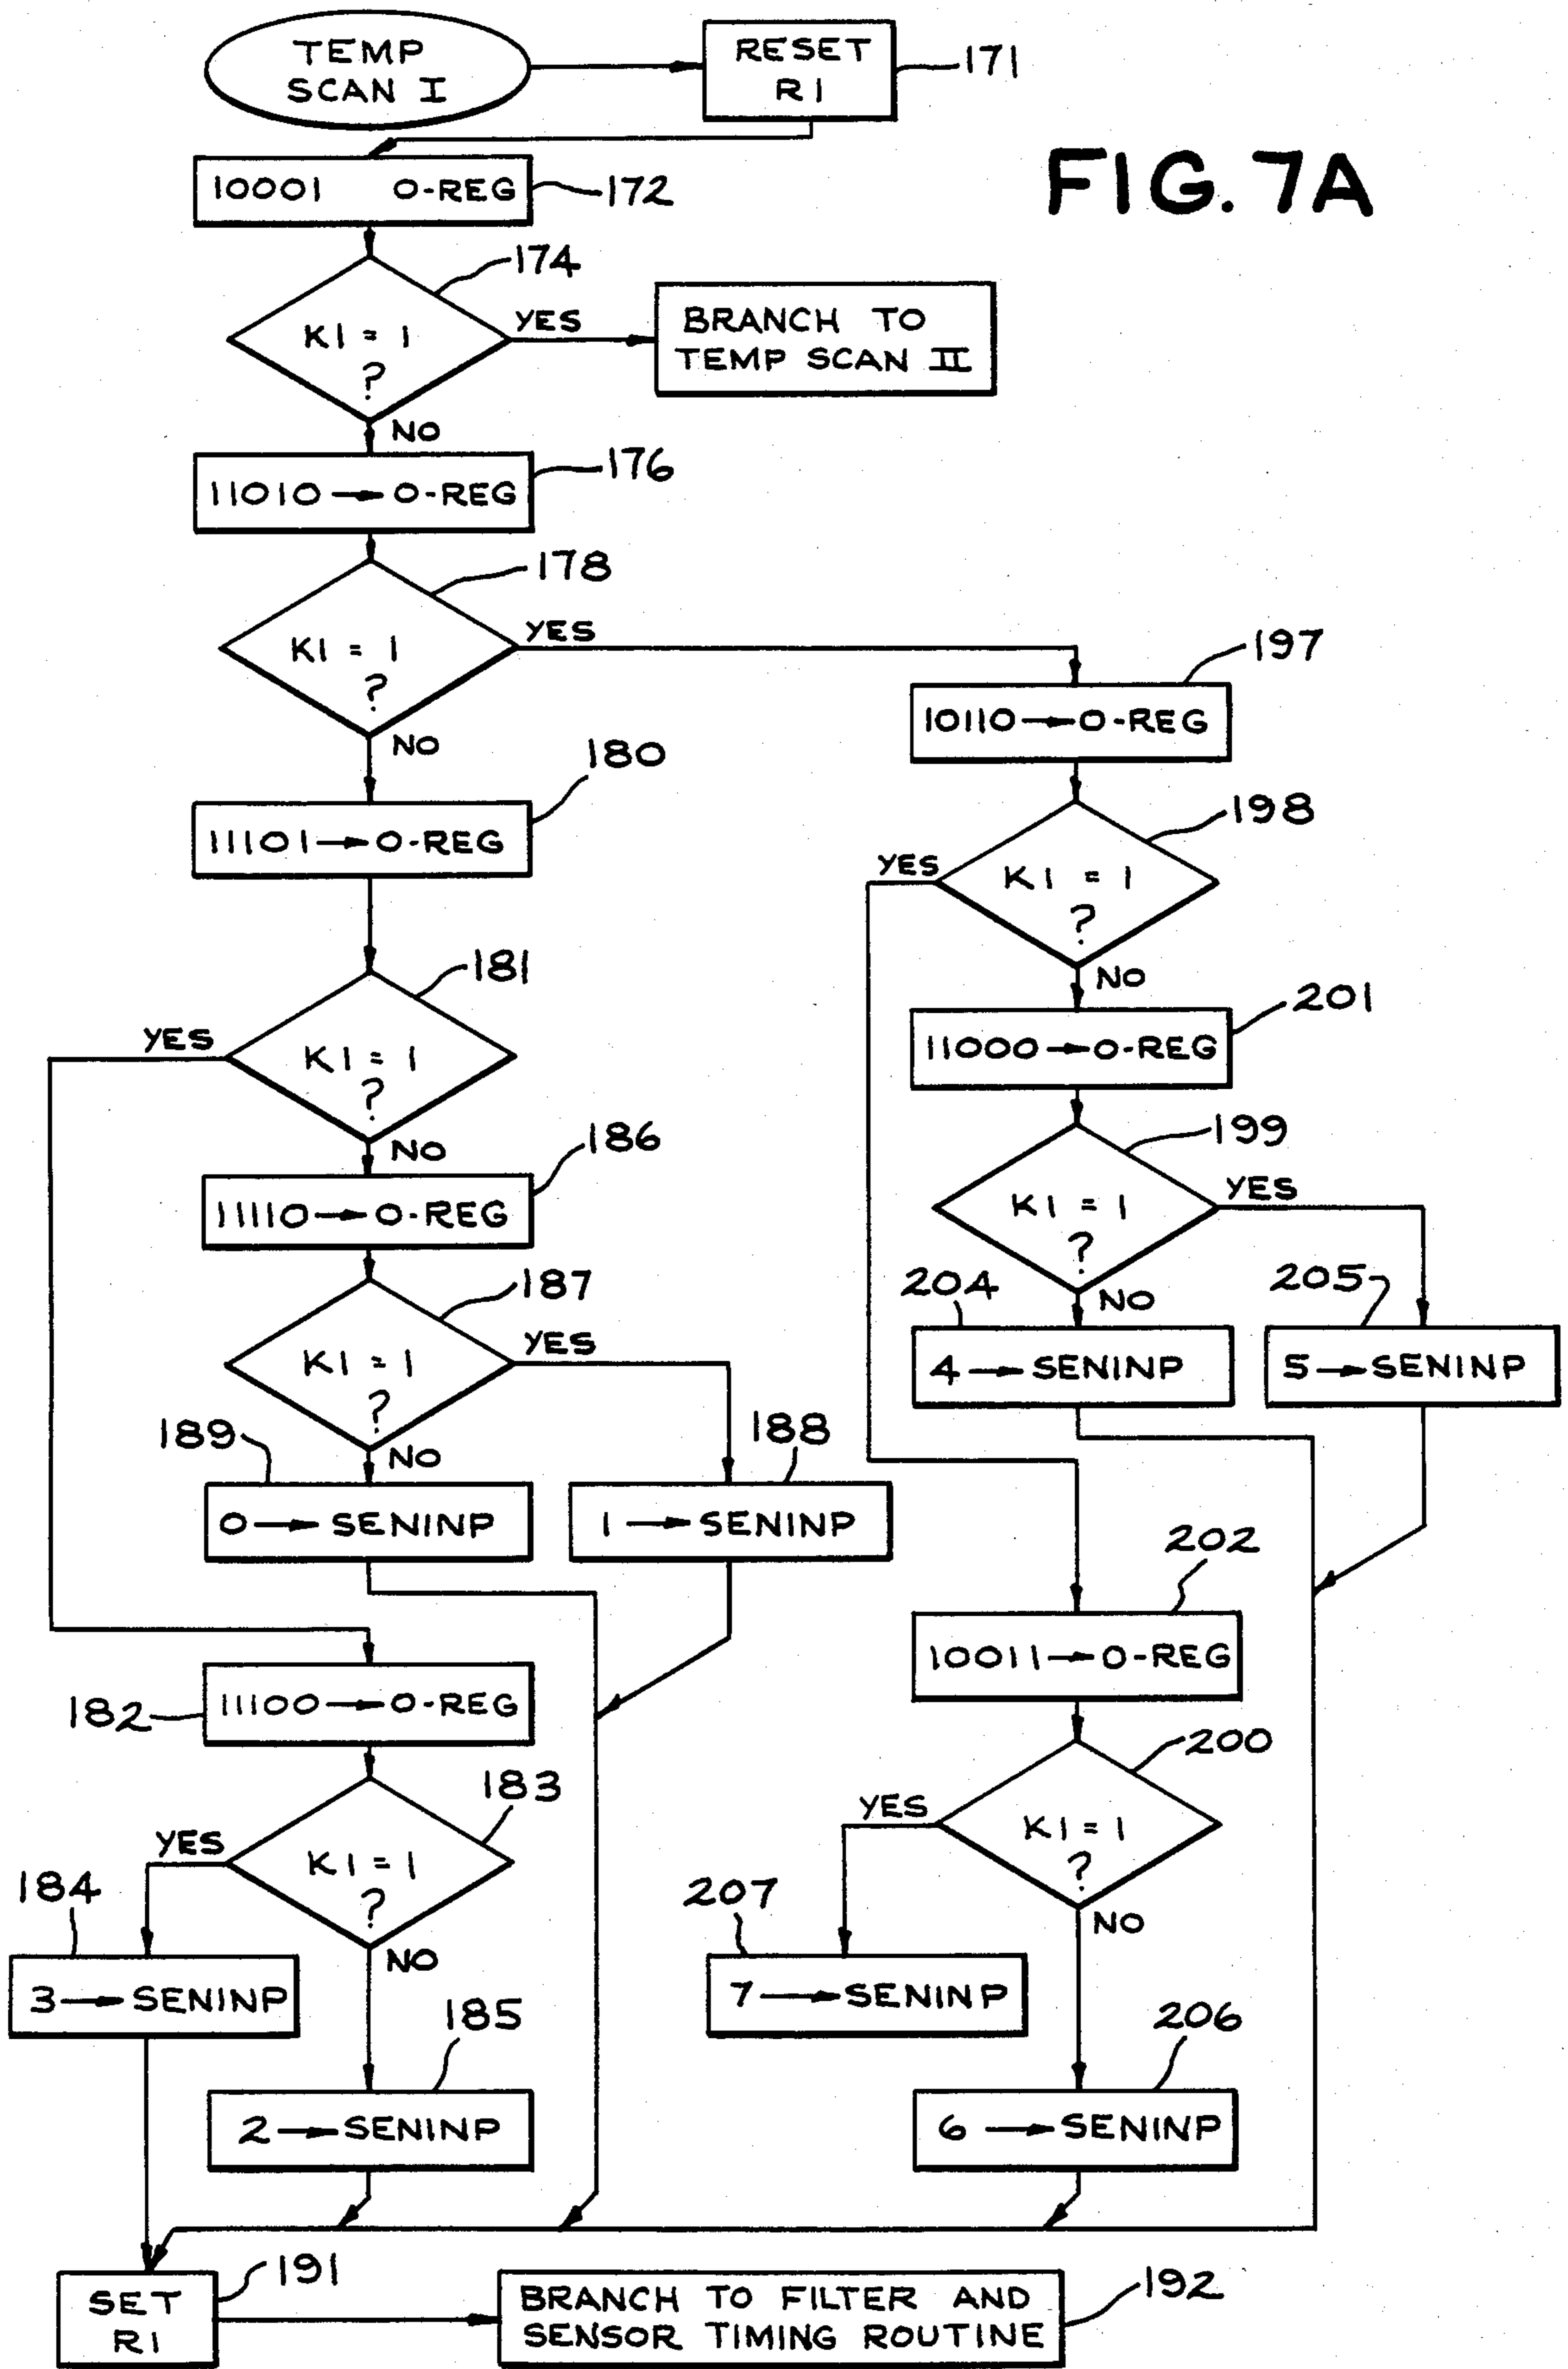 TEMP
SCAN I
RESET
R1
171
FIG. 7A
10001 O-REG
172
174
K1 = 1
?
YES
BRANCH TO
TEMP SCAN II
NO
11010 → O-REG
176
178
K1 = 1
?
YES
NO
197
10110 → O-REG
180
11101 → O-REG
198
K1 = 1
?
YES
NO
181
K1 = 1
?
YES
NO
201
11000 → O-REG
186
11110 → O-REG
199
K1 = 1
?
YES
NO
187
K1 = 1
?
YES
NO
204
4 → SENINP
205
5 → SENINP
189
0 → SENINP
188
1 → SENINP
202
10011 → O-REG
182
11100 → O-REG
200
K1 = 1
?
YES
NO
183
K1 = 1
?
YES
NO
184
3 → SENINP
207
7 → SENINP
185
2 → SENINP
206
6 → SENINP
191
SET
R1
BRANCH TO FILTER AND
SENSOR TIMING ROUTINE
192